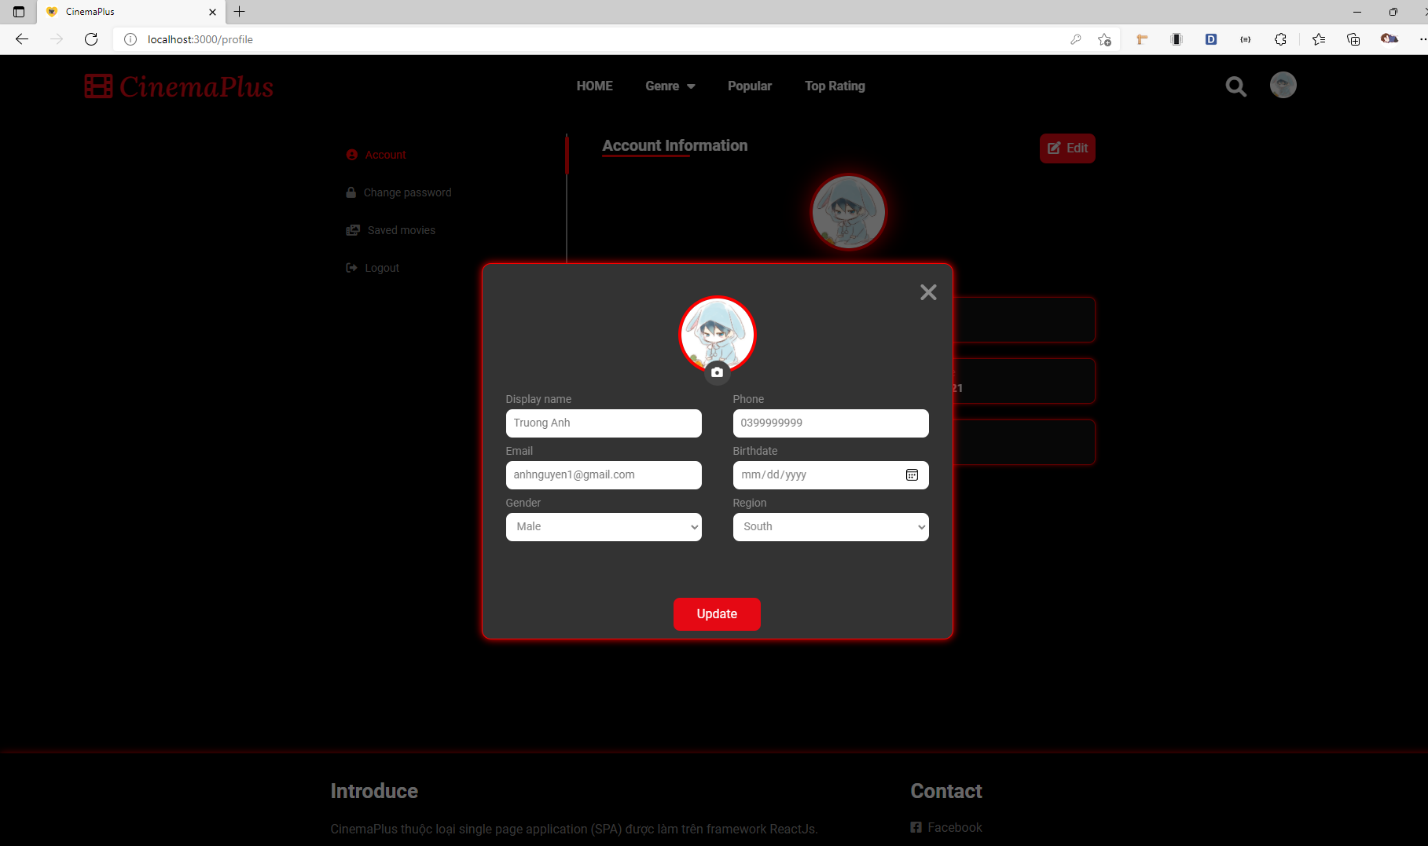 CinemaPlus
localhost:3000/profile
CinemaPlus
HOME
Genre
Popular
Top Rating
Account
Change password
Saved movies
Logout
Account Information
Edit
21
Display name
Phone
Truong Anh
0399999999
Email
Birthdate
anhnguyen1@gmail.com
mm/dd/yyyy
Gender
Region
Male
South
Update
Introduce
Contact
CinemaPlus thuộc loại single page application (SPA) được làm trên framework ReactJs.
Facebook